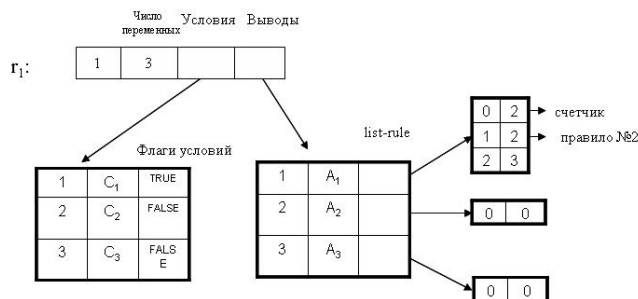 Число переменных Условия Выводы
r1: 1 3
list-rule
0 2 счетчик
1 2 правило №2
2 3
Флаги условий
1 C1 TRUE
2 C2 FALSE
3 C3 FALSE
1 A1
2 A2
3 A3
0 0
0 0